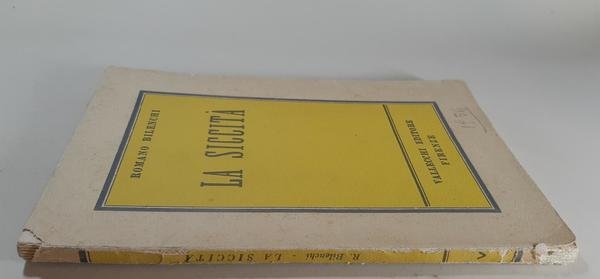 ROMANO BILENCHI
LA SICCITÀ
VALLECCHI EDITORE
FIRENZE
R. Bilenchi - LA SICCITÀ
V